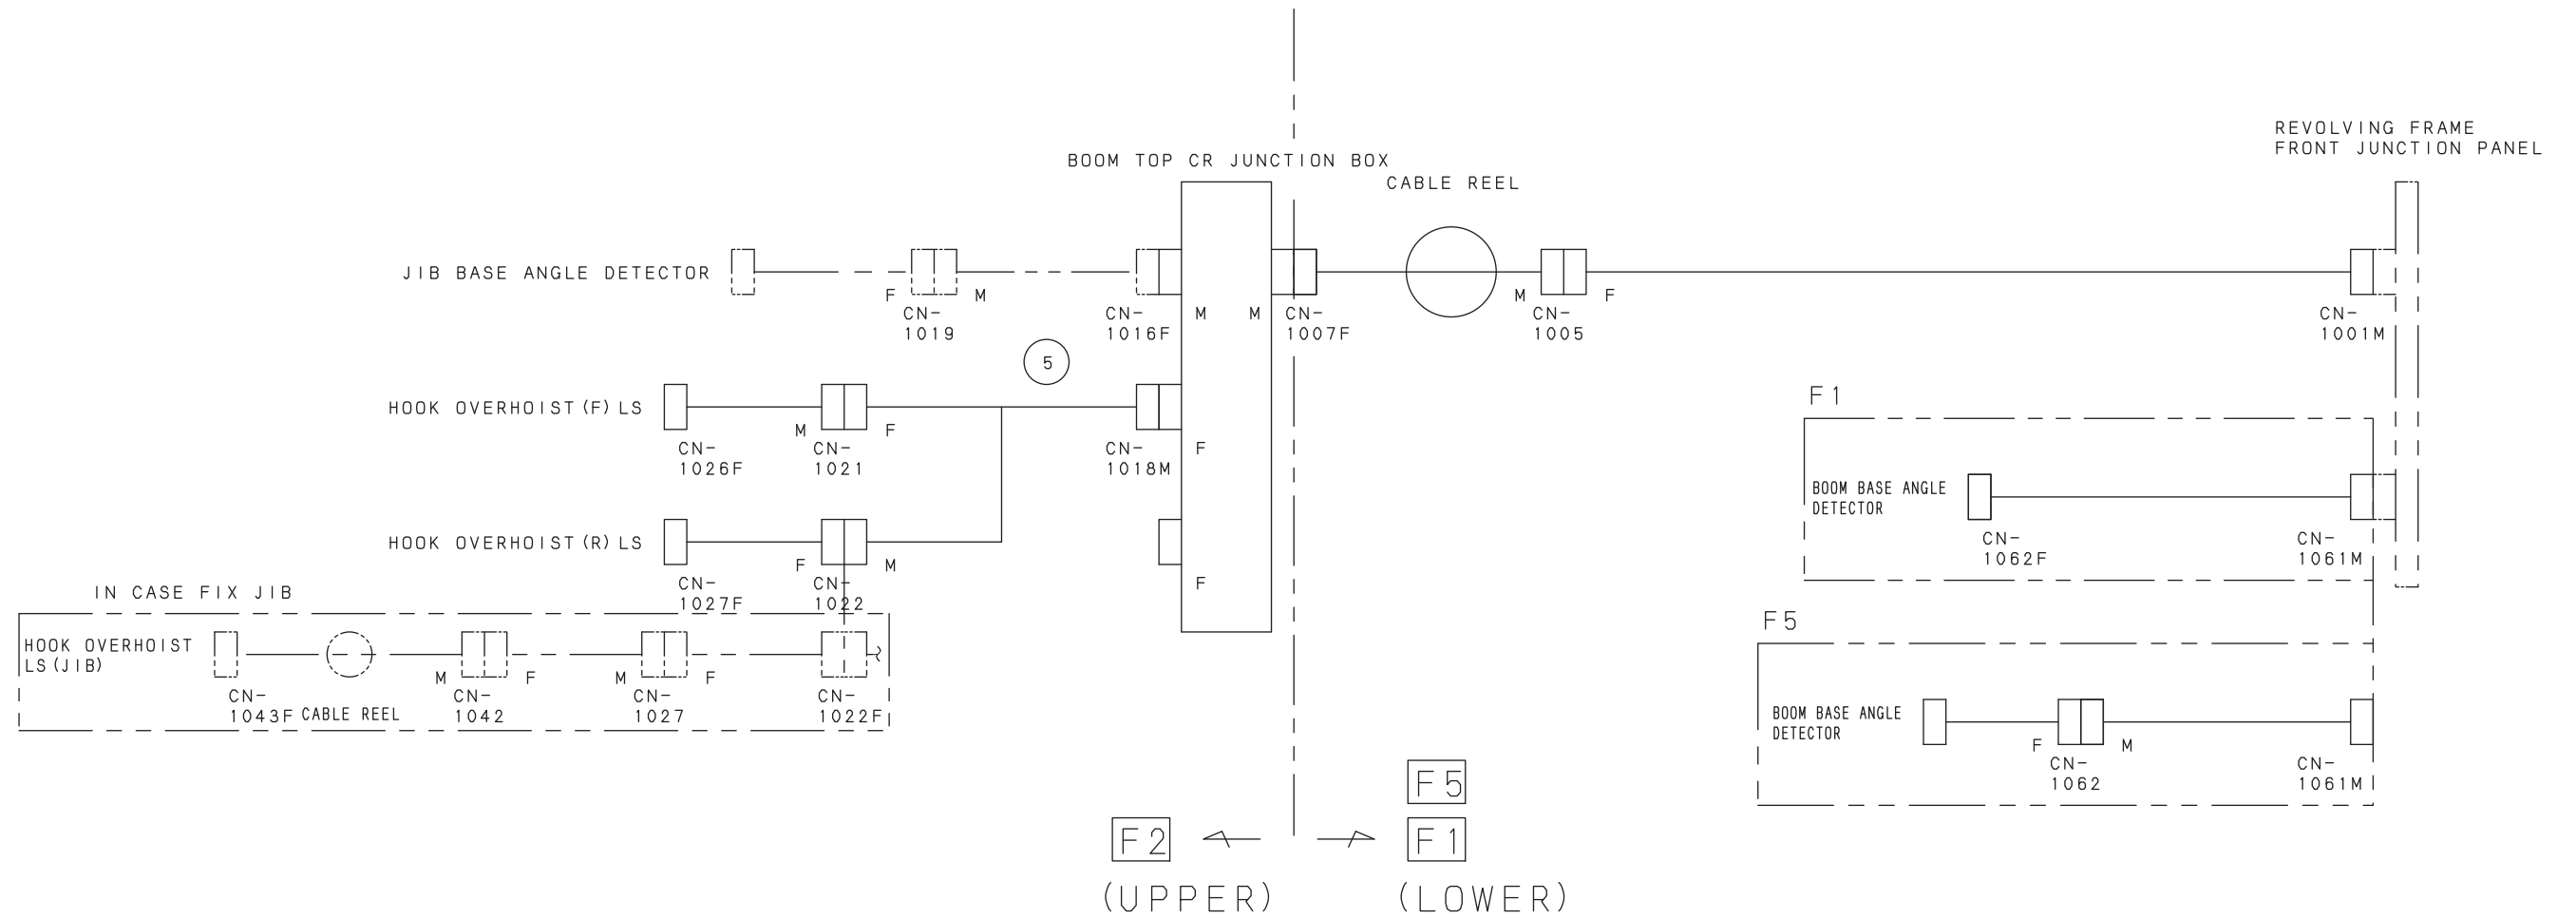 REVOLVING FRAME
FRONT JUNCTION PANEL
BOOM TOP CR JUNCTION BOX
CABLE REEL
JIB BASE ANGLE DETECTOR
F
M
M
F
CN-
1019
CN-
1016F
M
M
CN-
1007F
CN-
1005
CN-
1001M
5
F1
HOOK OVERHOIST(F)LS
M
F
CN-
1026F
CN-
1021
CN-
1018M
F
BOOM BASE ANGLE
DETECTOR
CN-
1062F
CN-
1061M
HOOK OVERHOIST(R)LS
F
M
CN-
1027F
CN-
1022
F
IN CASE FIX JIB
HOOK OVERHOIST
LS(JIB)
M
F
M
F
CN-
1043F
CABLE REEL
CN-
1042
CN-
1027
CN-
1022F
F5
BOOM BASE ANGLE
DETECTOR
F
M
CN-
1062
CN-
1061M
F5
F2
F1
(UPPER)
(LOWER)